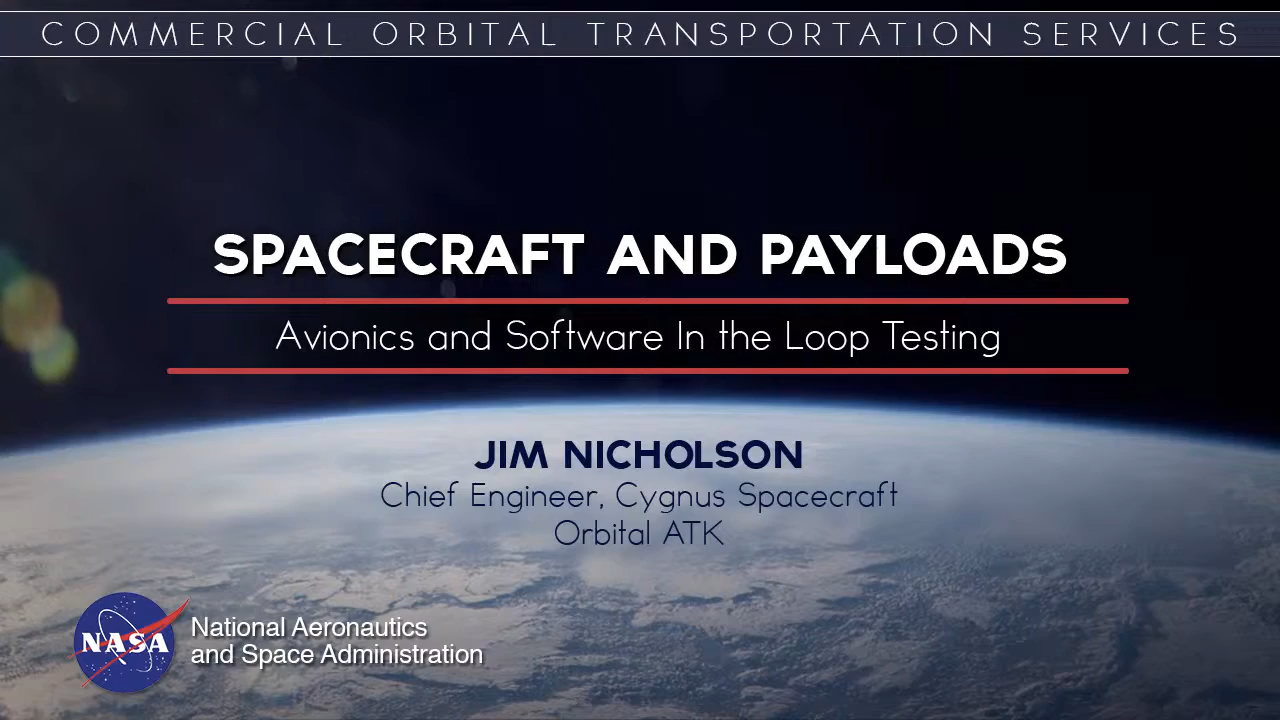 COMMERCIAL ORBITAL TRANSPORTATION SERVICES
SPACECRAFT AND PAYLOADS
Avionics and Software In the Loop Testing
JIM NICHOLSON
Chief Engineer, Cygnus Spacecraft
Orbital ATK
NASA
National Aeronautics
and Space Administration